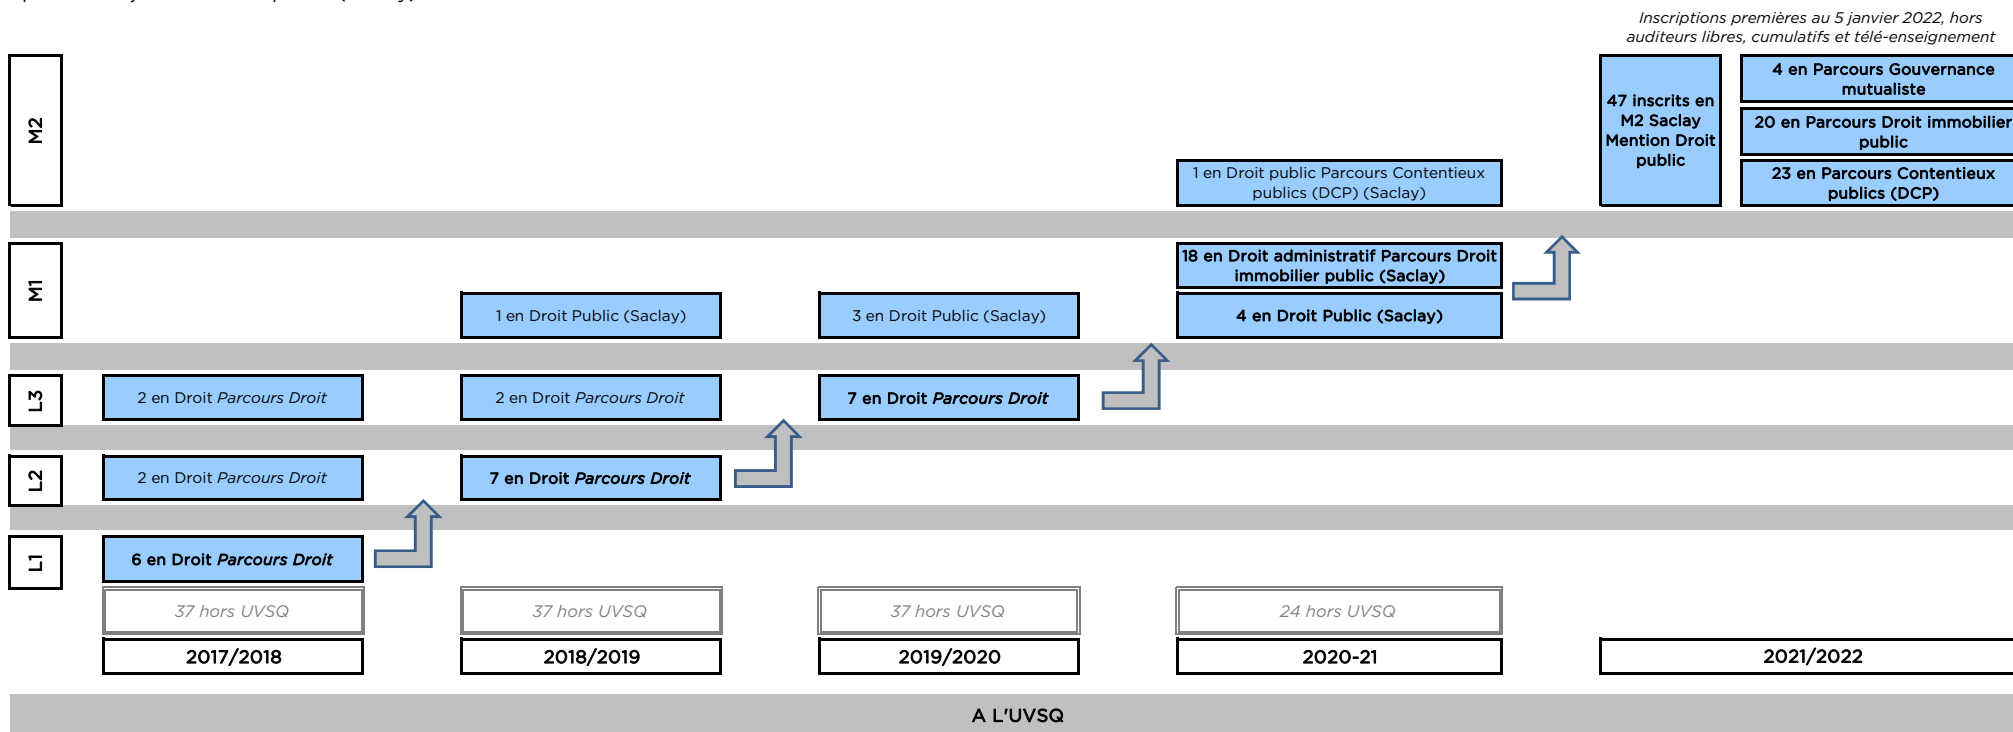 Inscriptions premières au 5 janvier 2022, hors
auditeurs libres, cumulatifs et télé-enseignement
M2
47 inscrits en
M2 Saclay
Mention Droit
public
4 en Parcours Gouvernance
mutualiste
20 en Parcours Droit immobilier
public
23 en Parcours Contentieux
publics (DCP)
1 en Droit public Parcours Contentieux
publics (DCP) (Saclay)
M1
18 en Droit administratif Parcours Droit
immobilier public (Saclay)
1 en Droit Public (Saclay)
3 en Droit Public (Saclay)
4 en Droit Public (Saclay)
L3
2 en Droit Parcours Droit
2 en Droit Parcours Droit
7 en Droit Parcours Droit
L2
2 en Droit Parcours Droit
7 en Droit Parcours Droit
L1
6 en Droit Parcours Droit
37 hors UVSQ
37 hors UVSQ
37 hors UVSQ
24 hors UVSQ
2017/2018
2018/2019
2019/2020
2020-21
2021/2022
A L'UVSQ